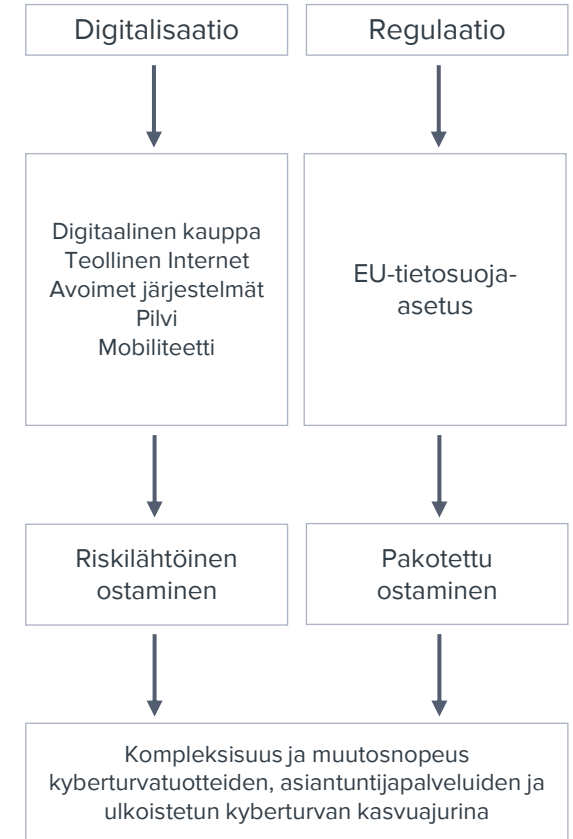 Digitalisaatio
Regulaatio
Digitaalinen kauppa
Teollinen Internet
Avoimet järjestelmät
Pilvi
Mobiliteetti
EU-tietosuoja-
asetus
Riskilähtöinen
ostaminen
Pakotettu
ostaminen
Kompleksisuus ja muutosnopeus
kyberturvatuotteiden, asiantuntijapalveluiden ja
ulkoistetun kyberturvan kasvuajurina